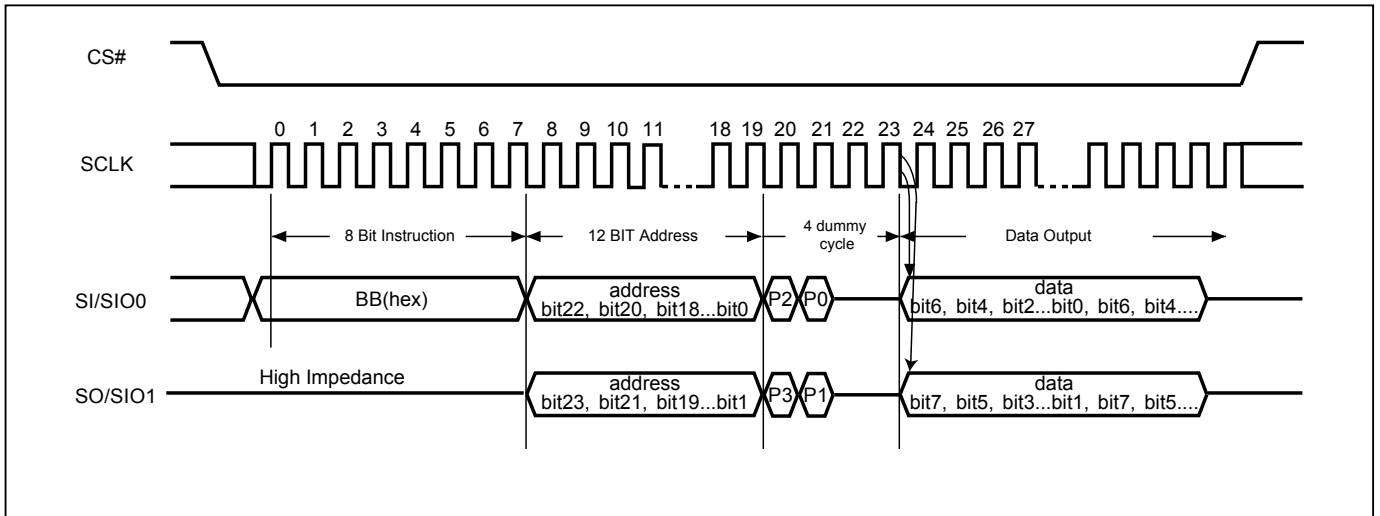 CS#
0 1 2 3 4 5 6 7 8 9 10 11 18 19 20 21 22 23 24 25 26 27
SCLK
8 Bit Instruction
12 BIT Address
4 dummy
cycle
Data Output
SI/SIO0
BB(hex)
address
bit22, bit20, bit18...bit0
P2 P0
data
bit6, bit4, bit2...bit0, bit6, bit4....
SO/SIO1
High Impedance
address
bit23, bit21, bit19...bit1
P3 P1
data
bit7, bit5, bit3...bit1, bit7, bit5....